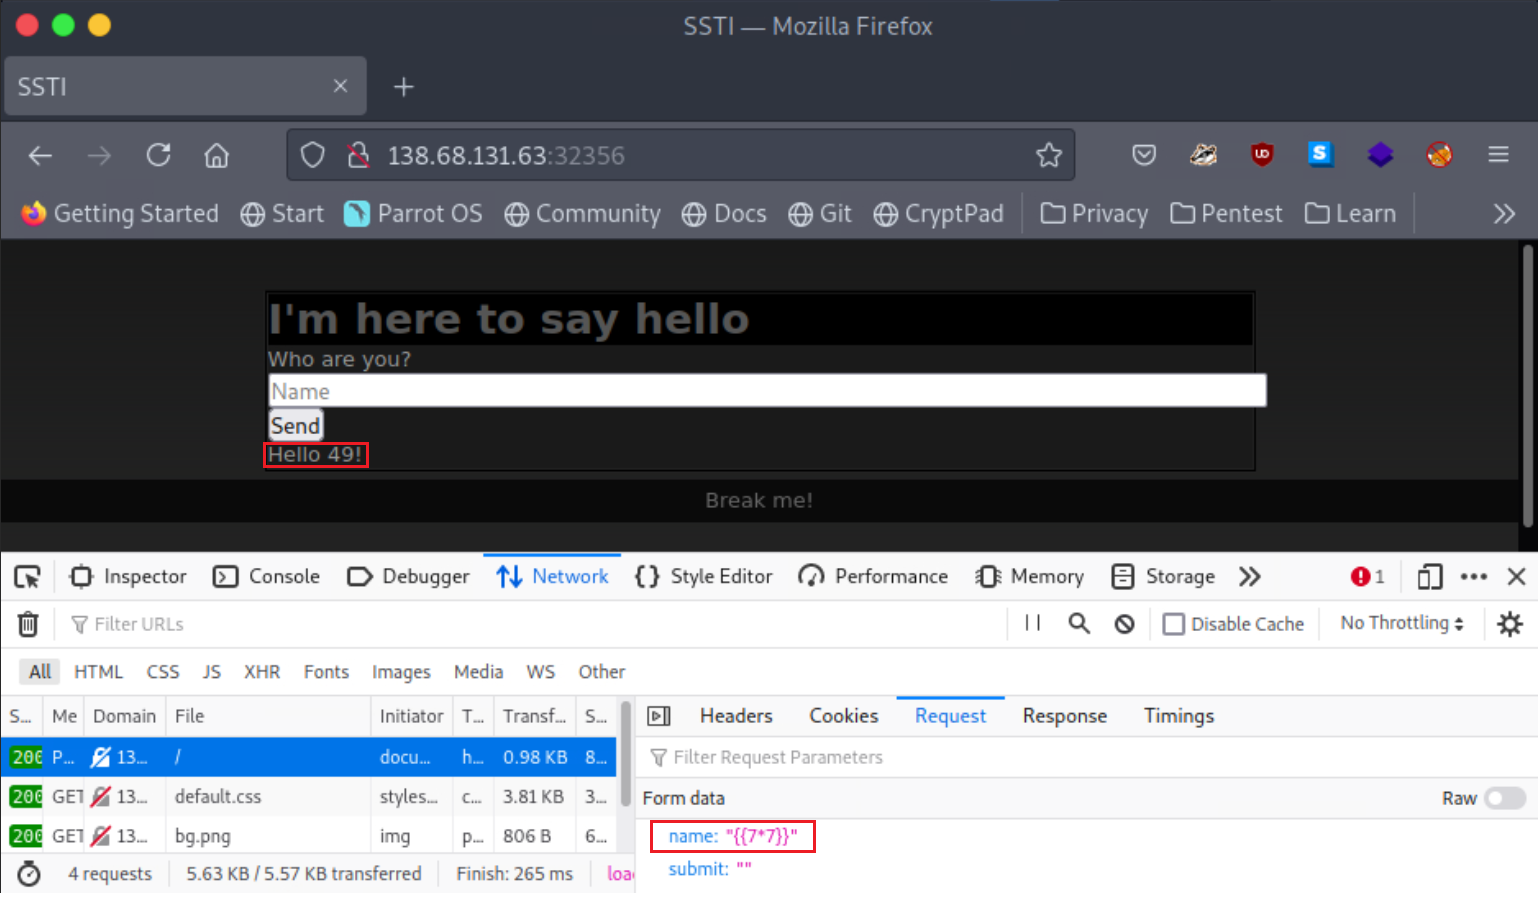 SSTI — Mozilla Firefox
SSTI
138.68.131.63:32356
Getting Started Start Parrot OS Community Docs Git CryptPad Privacy Pentest Learn
I'm here to say hello
Who are you?
Name
Send
Hello 49!
Break me!
Inspector Console Debugger Network Style Editor Performance Memory Storage 1
Filter URLs Disable Cache No Throttling
All HTML CSS JS XHR Fonts Images Media WS Other
S... Me Domain File Initiator T... Transf... S... Headers Cookies Request Response Timings
200 P... 13... / docu... h... 0.98 KB 8... Filter Request Parameters
200 GET 13... default.css styles... c... 3.81 KB 3... Form data Raw
200 GET 13... bg.png img p... 806 B 6... name: "{{7*7}}"
4 requests 5.63 KB / 5.57 KB transferred Finish: 265 ms load submit: ""